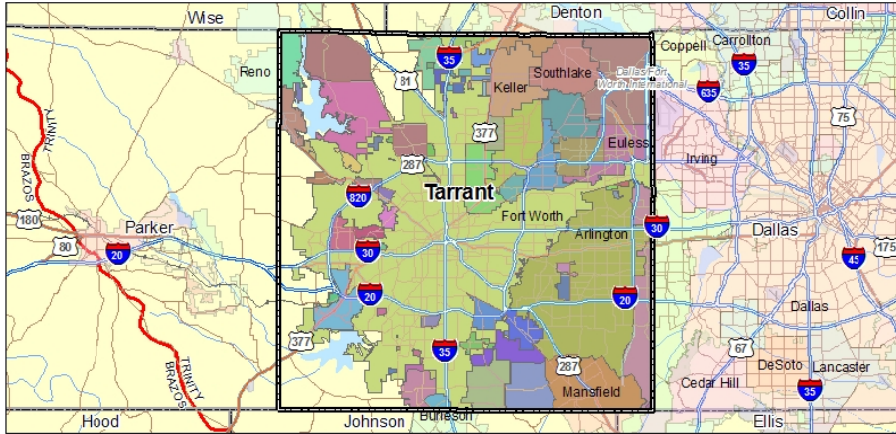 Wise
Denton
Collin
Reno
81
35
Keller
Southlake
Dallas/Fort
Worth International
Coppell
Carrollton
35
635
75
377
Euless
Irving
TRINITY
BRAZOS
287
820
Tarrant
Fort Worth
180
Parker
80
20
30
Arlington
30
Dallas
175
45
20
20
Dallas
377
35
287
67
DeSoto
Lancaster
Cedar Hill
35
Mansfield
TRINITY
BRAZOS
Hood
Johnson
Burleson
Ellis